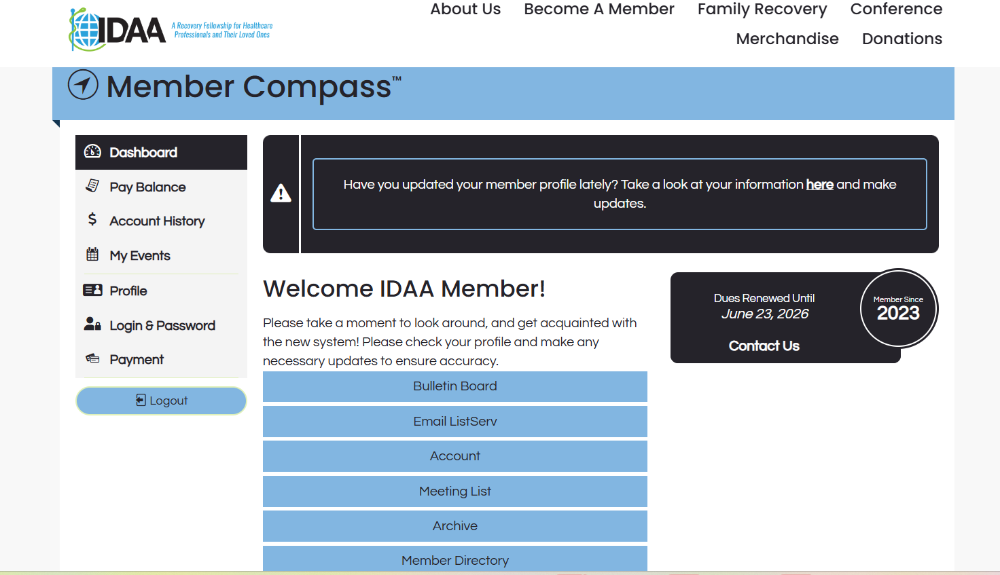 IDAA
A Recovery Fellowship for Healthcare
Professionals and Their Loved Ones
About Us
Become A Member
Family Recovery
Conference
Merchandise
Donations
Member Compass™
Dashboard
Pay Balance
Account History
My Events
Profile
Login & Password
Payment
Logout
Have you updated your member profile lately? Take a look at your information here and make
updates.
Welcome IDAA Member!
Please take a moment to look around, and get acquainted with
the new system! Please check your profile and make any
necessary updates to ensure accuracy.
Bulletin Board
Email ListServ
Account
Meeting List
Archive
Member Directory
Dues Renewed Until
June 23, 2026
Contact Us
Member Since
2023